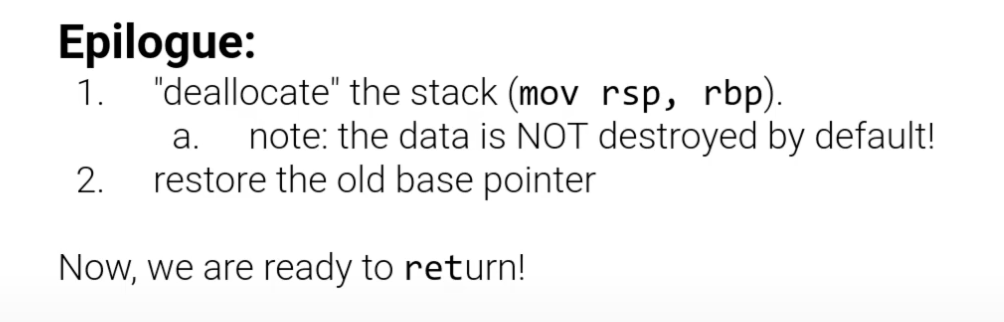 Epilogue:
1. "deallocate" the stack (mov rsp, rbp).
a. note: the data is NOT destroyed by default!
2. restore the old base pointer
Now, we are ready to return!